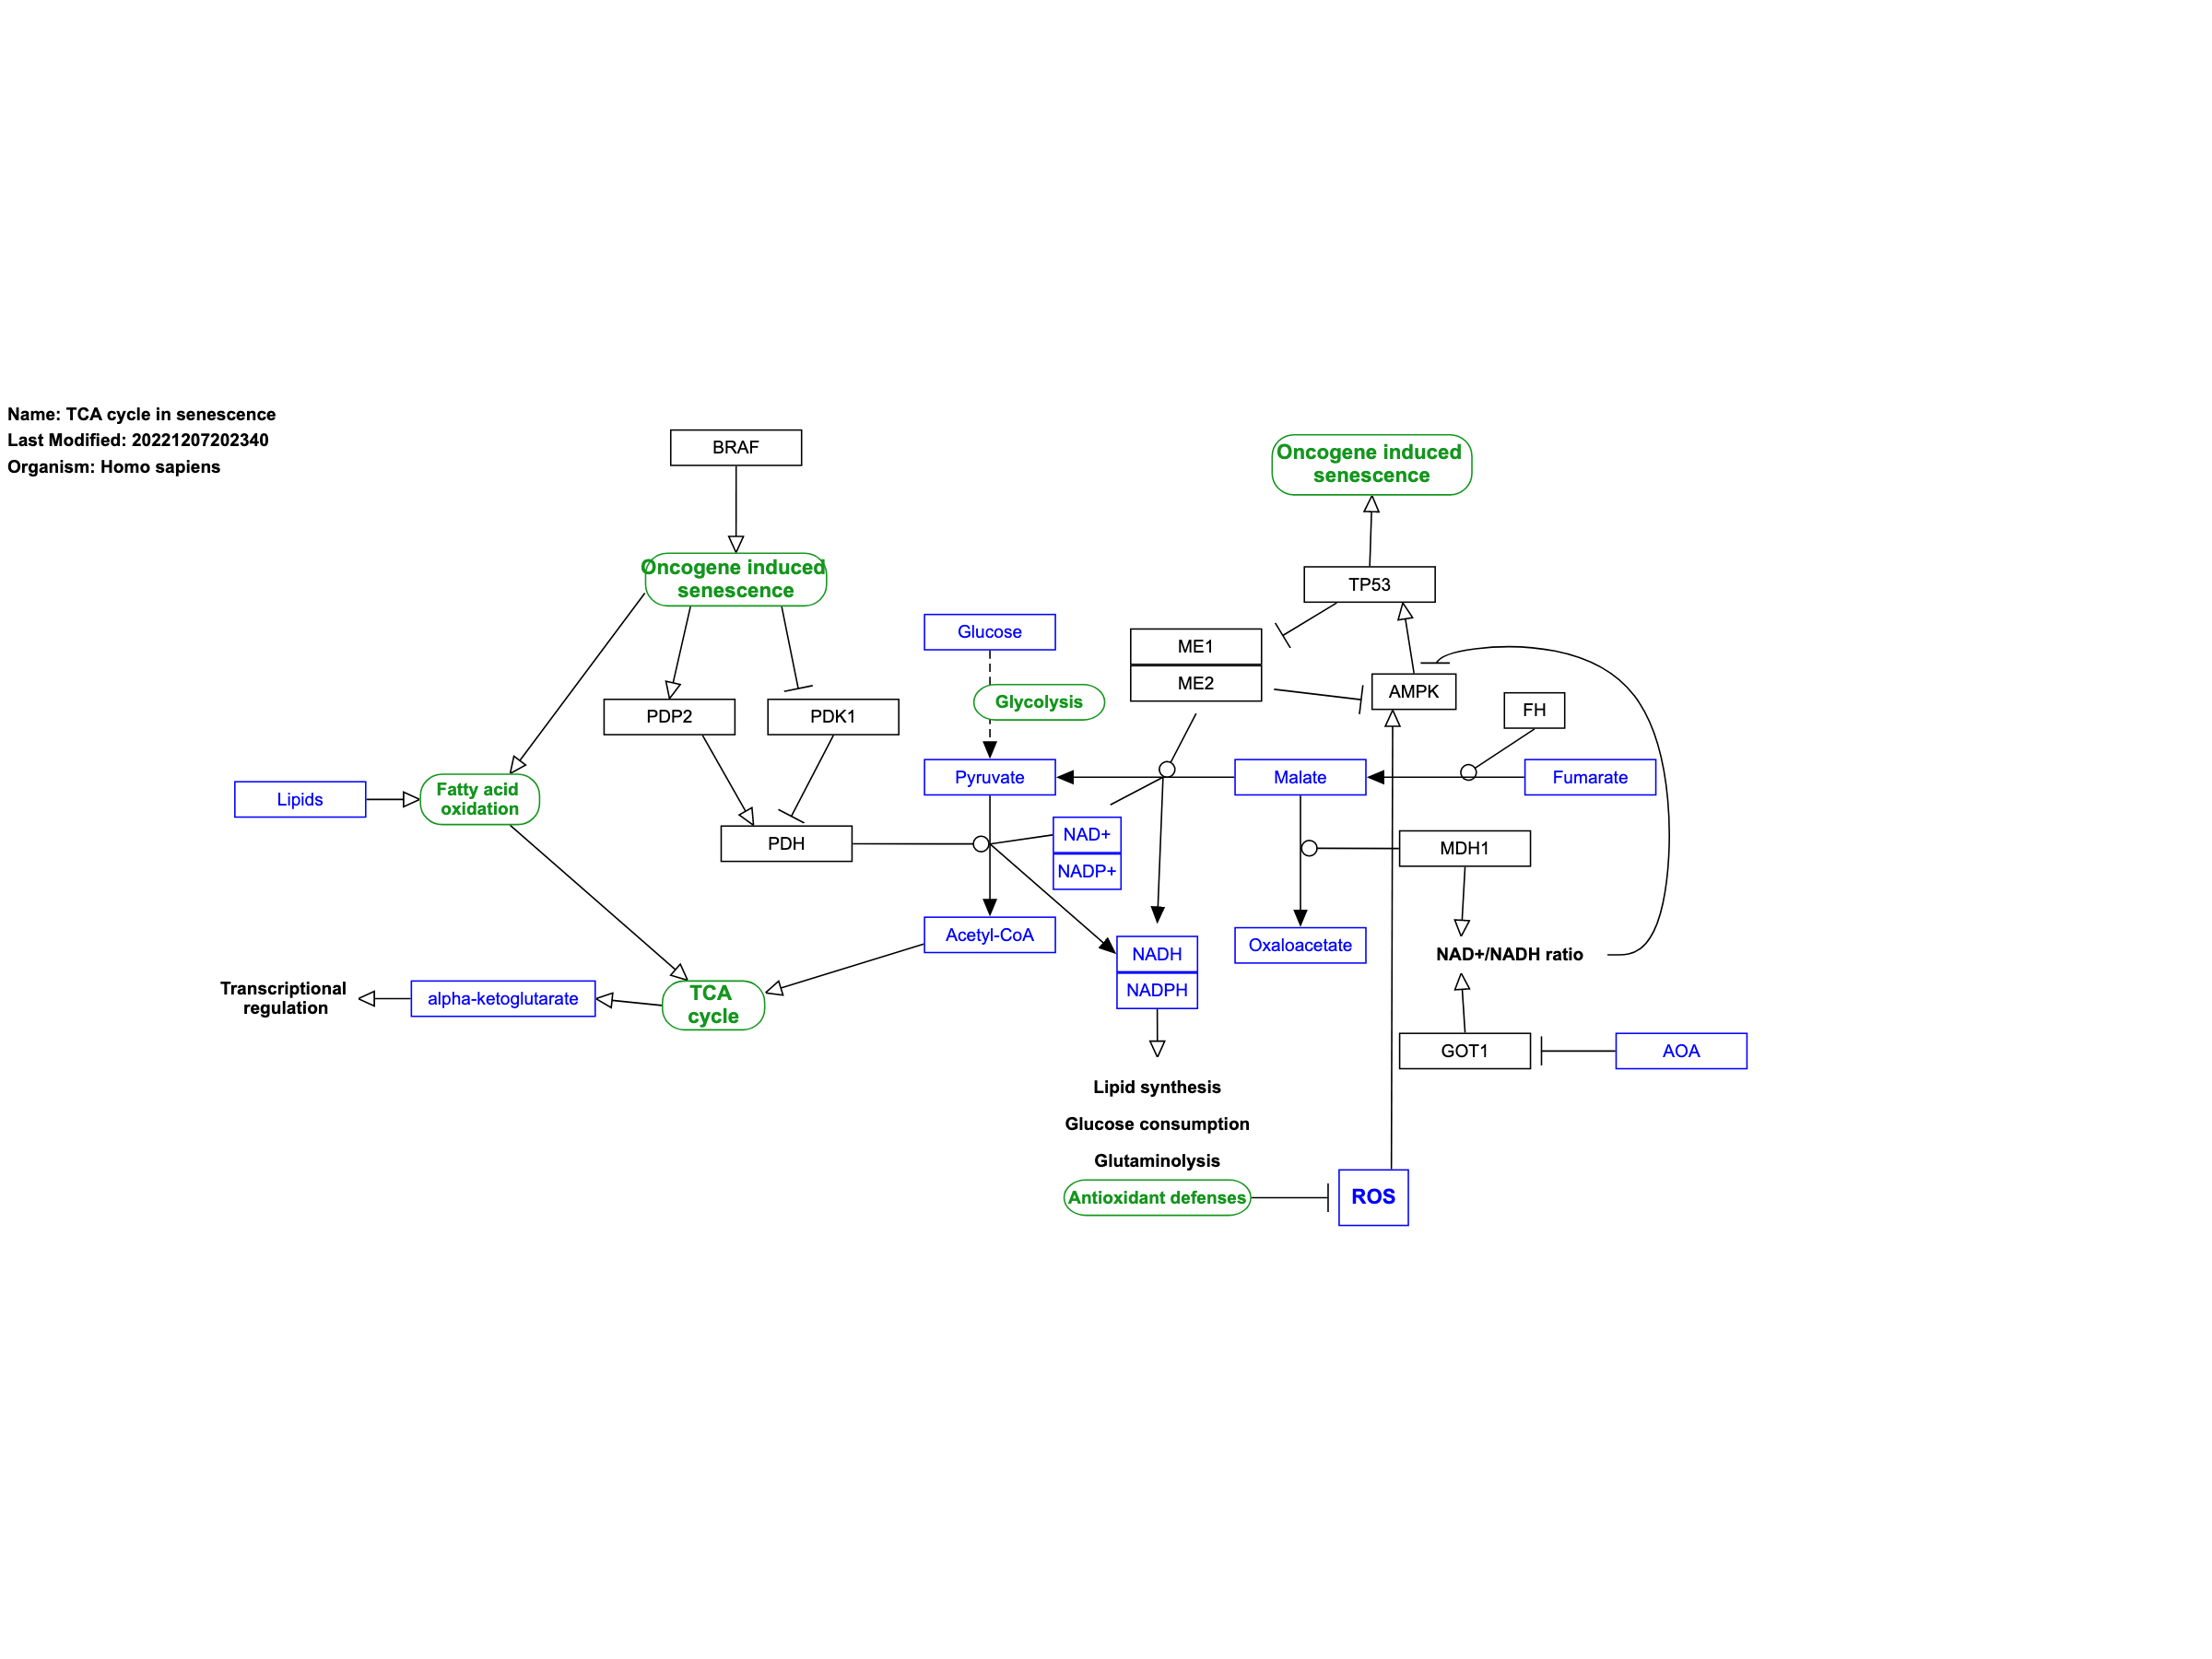 Name: TCA cycle in senescence
Last Modified: 20221207202340
Organism: Homo sapiens
BRAF
Oncogene induced
senescence
Oncogene induced
senescence
TP53
Glucose
ME1
ME2
AMPK
Glycolysis
FH
PDP2
PDK1
Pyruvate
Malate
Fumarate
Lipids
Fatty acid
oxidation
PDH
NAD+
NADP+
MDH1
Acetyl-CoA
NADH
NADPH
Oxaloacetate
NAD+/NADH ratio
Transcriptional
regulation
alpha-ketoglutarate
TCA
cycle
GOT1
AOA
Lipid synthesis
Glucose consumption
Glutaminolysis
Antioxidant defenses
ROS